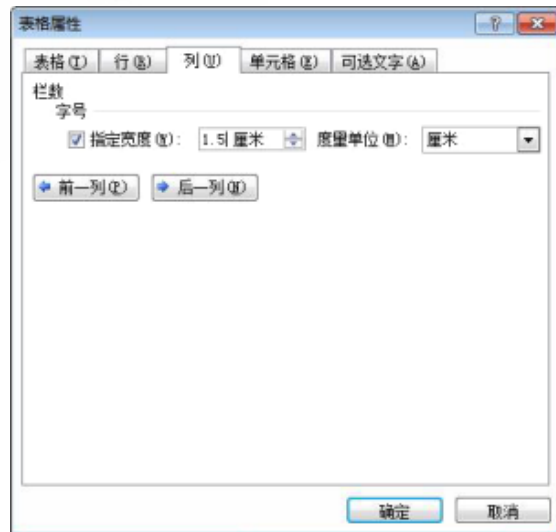 表格属性
表格(T) 行(R) 列(U) 单元格(E) 可选文字(A)
栏数
字号
指定宽度(W): 1.5 厘米 度量单位(M): 厘米
前一列(P) 后一列(N)
确定 取消